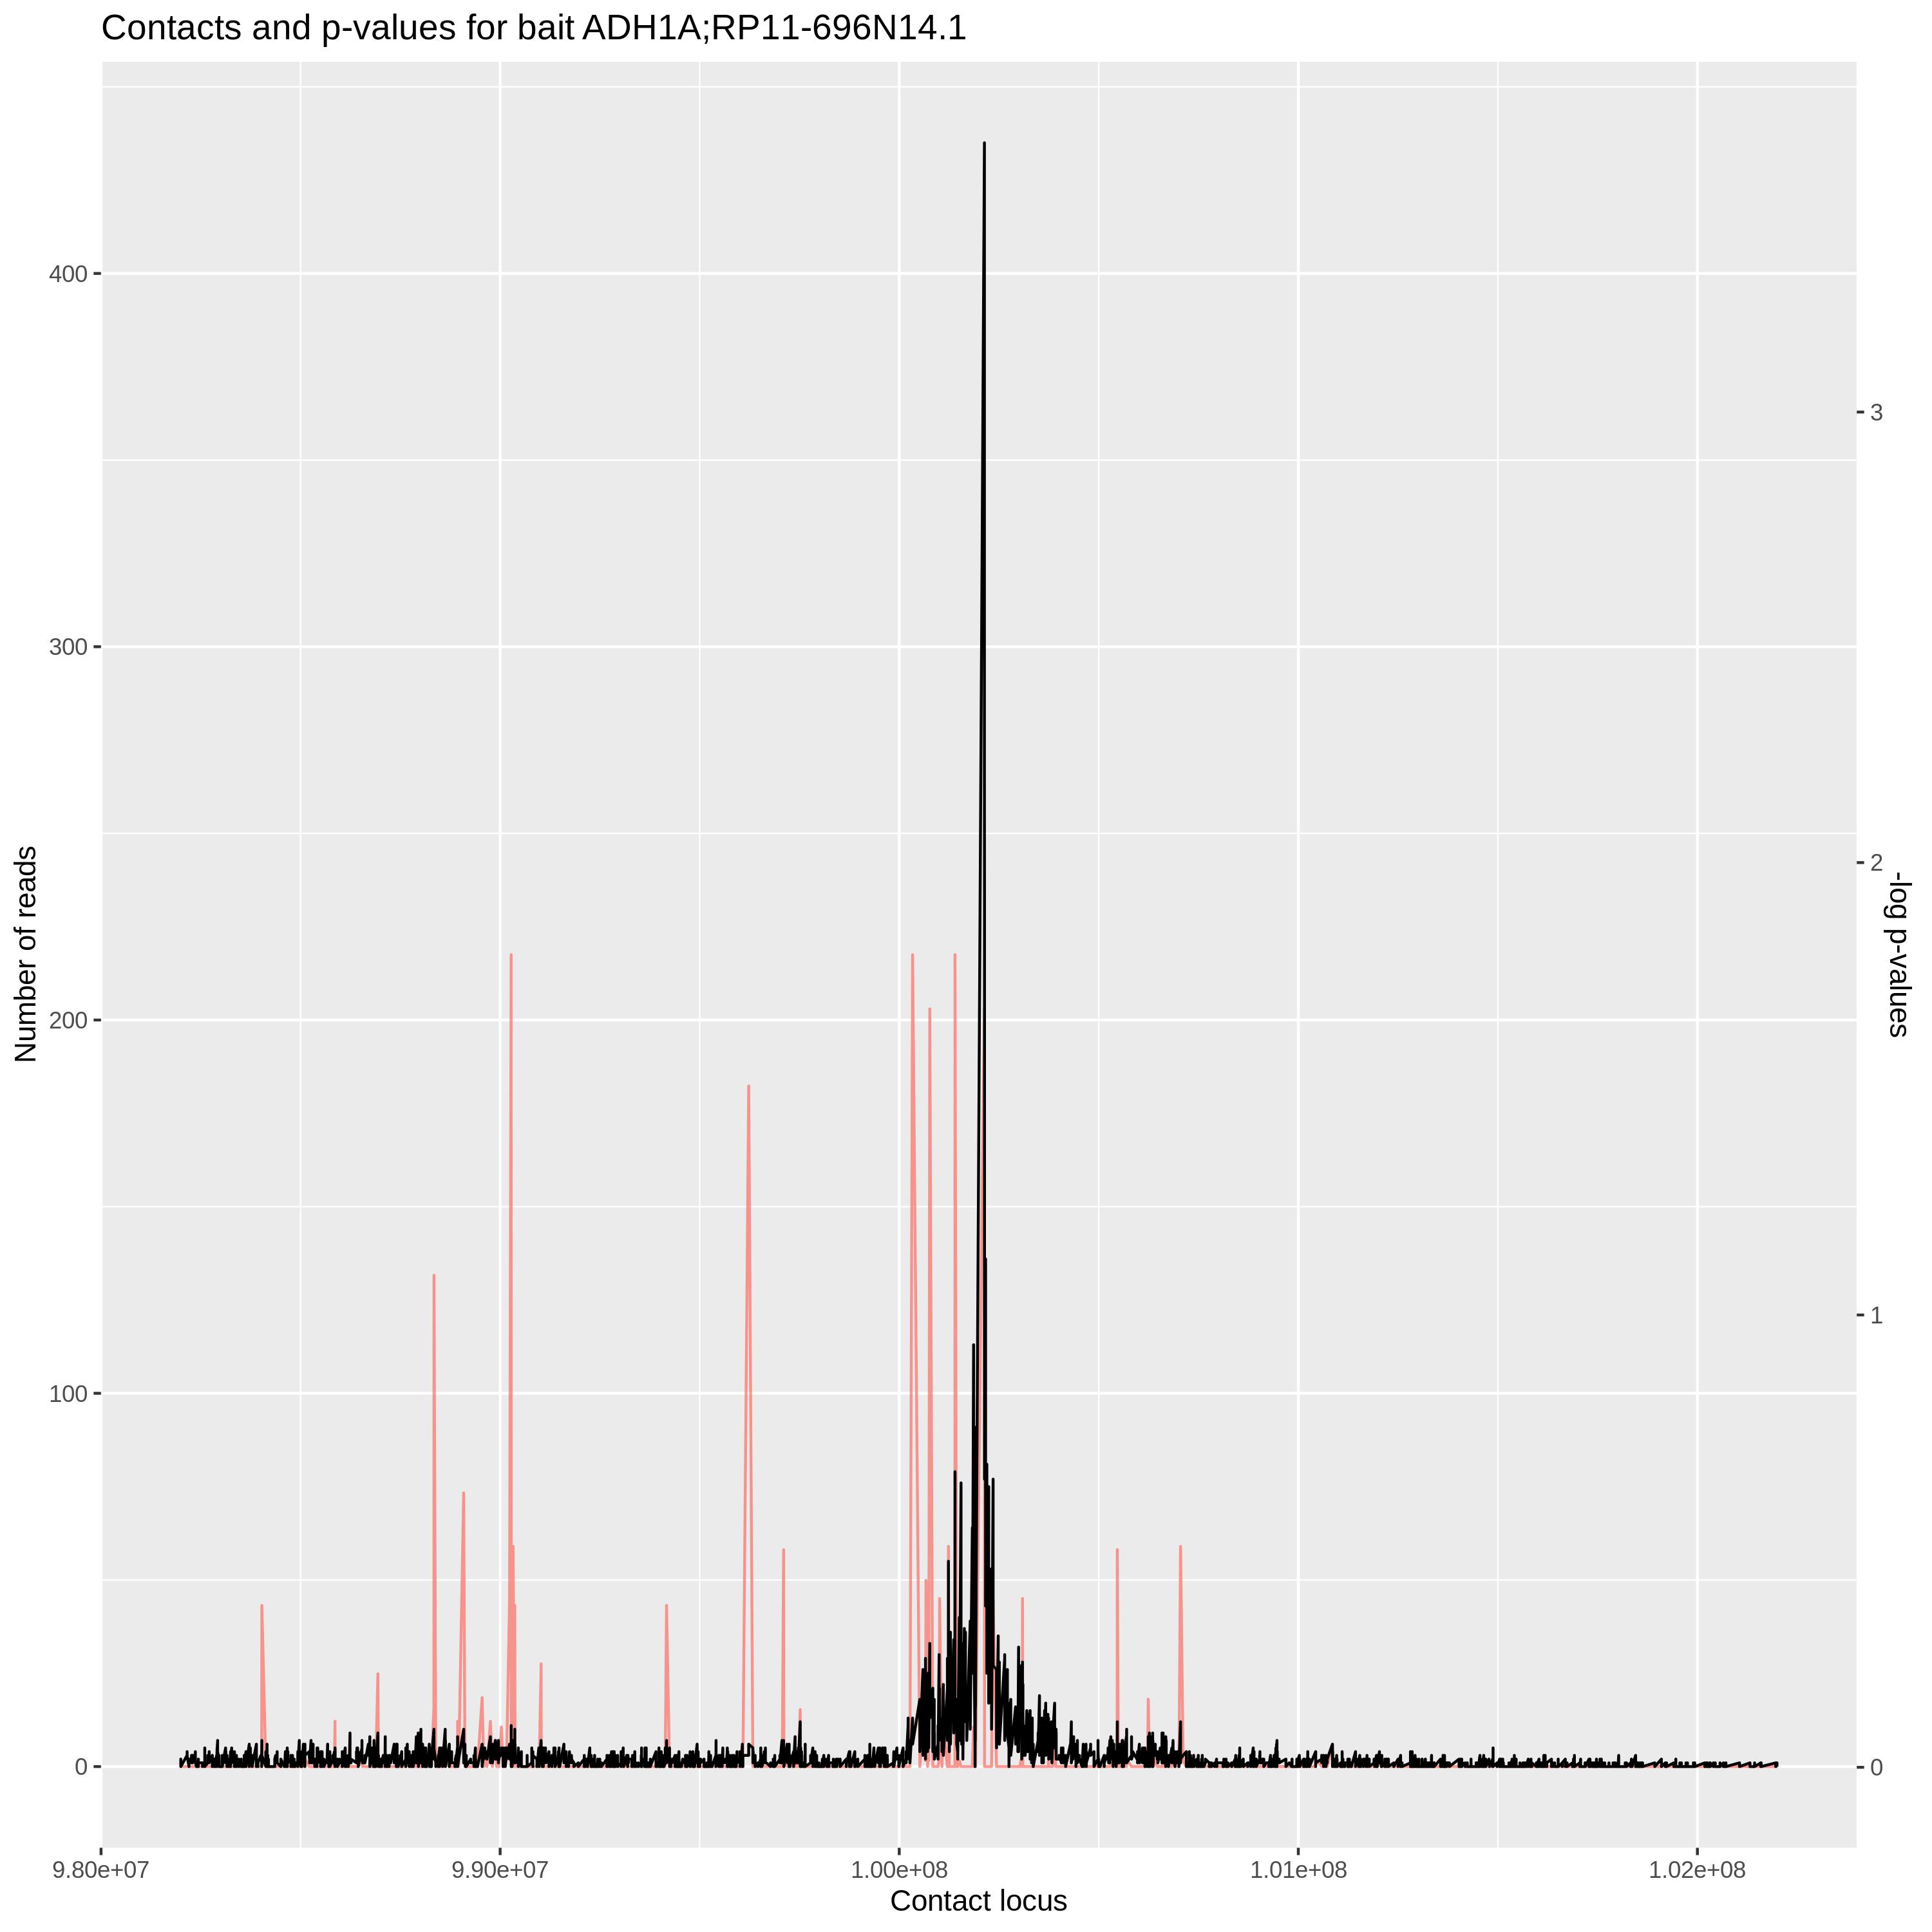 Contacts and p-values for bait ADH1A;RP11-696N14.1
400
300
200
100
0
Number of reads
3
2
1
0
-log p-values
9.80e+07 9.90e+07 1.00e+08 1.01e+08 1.02e+08
Contact locus